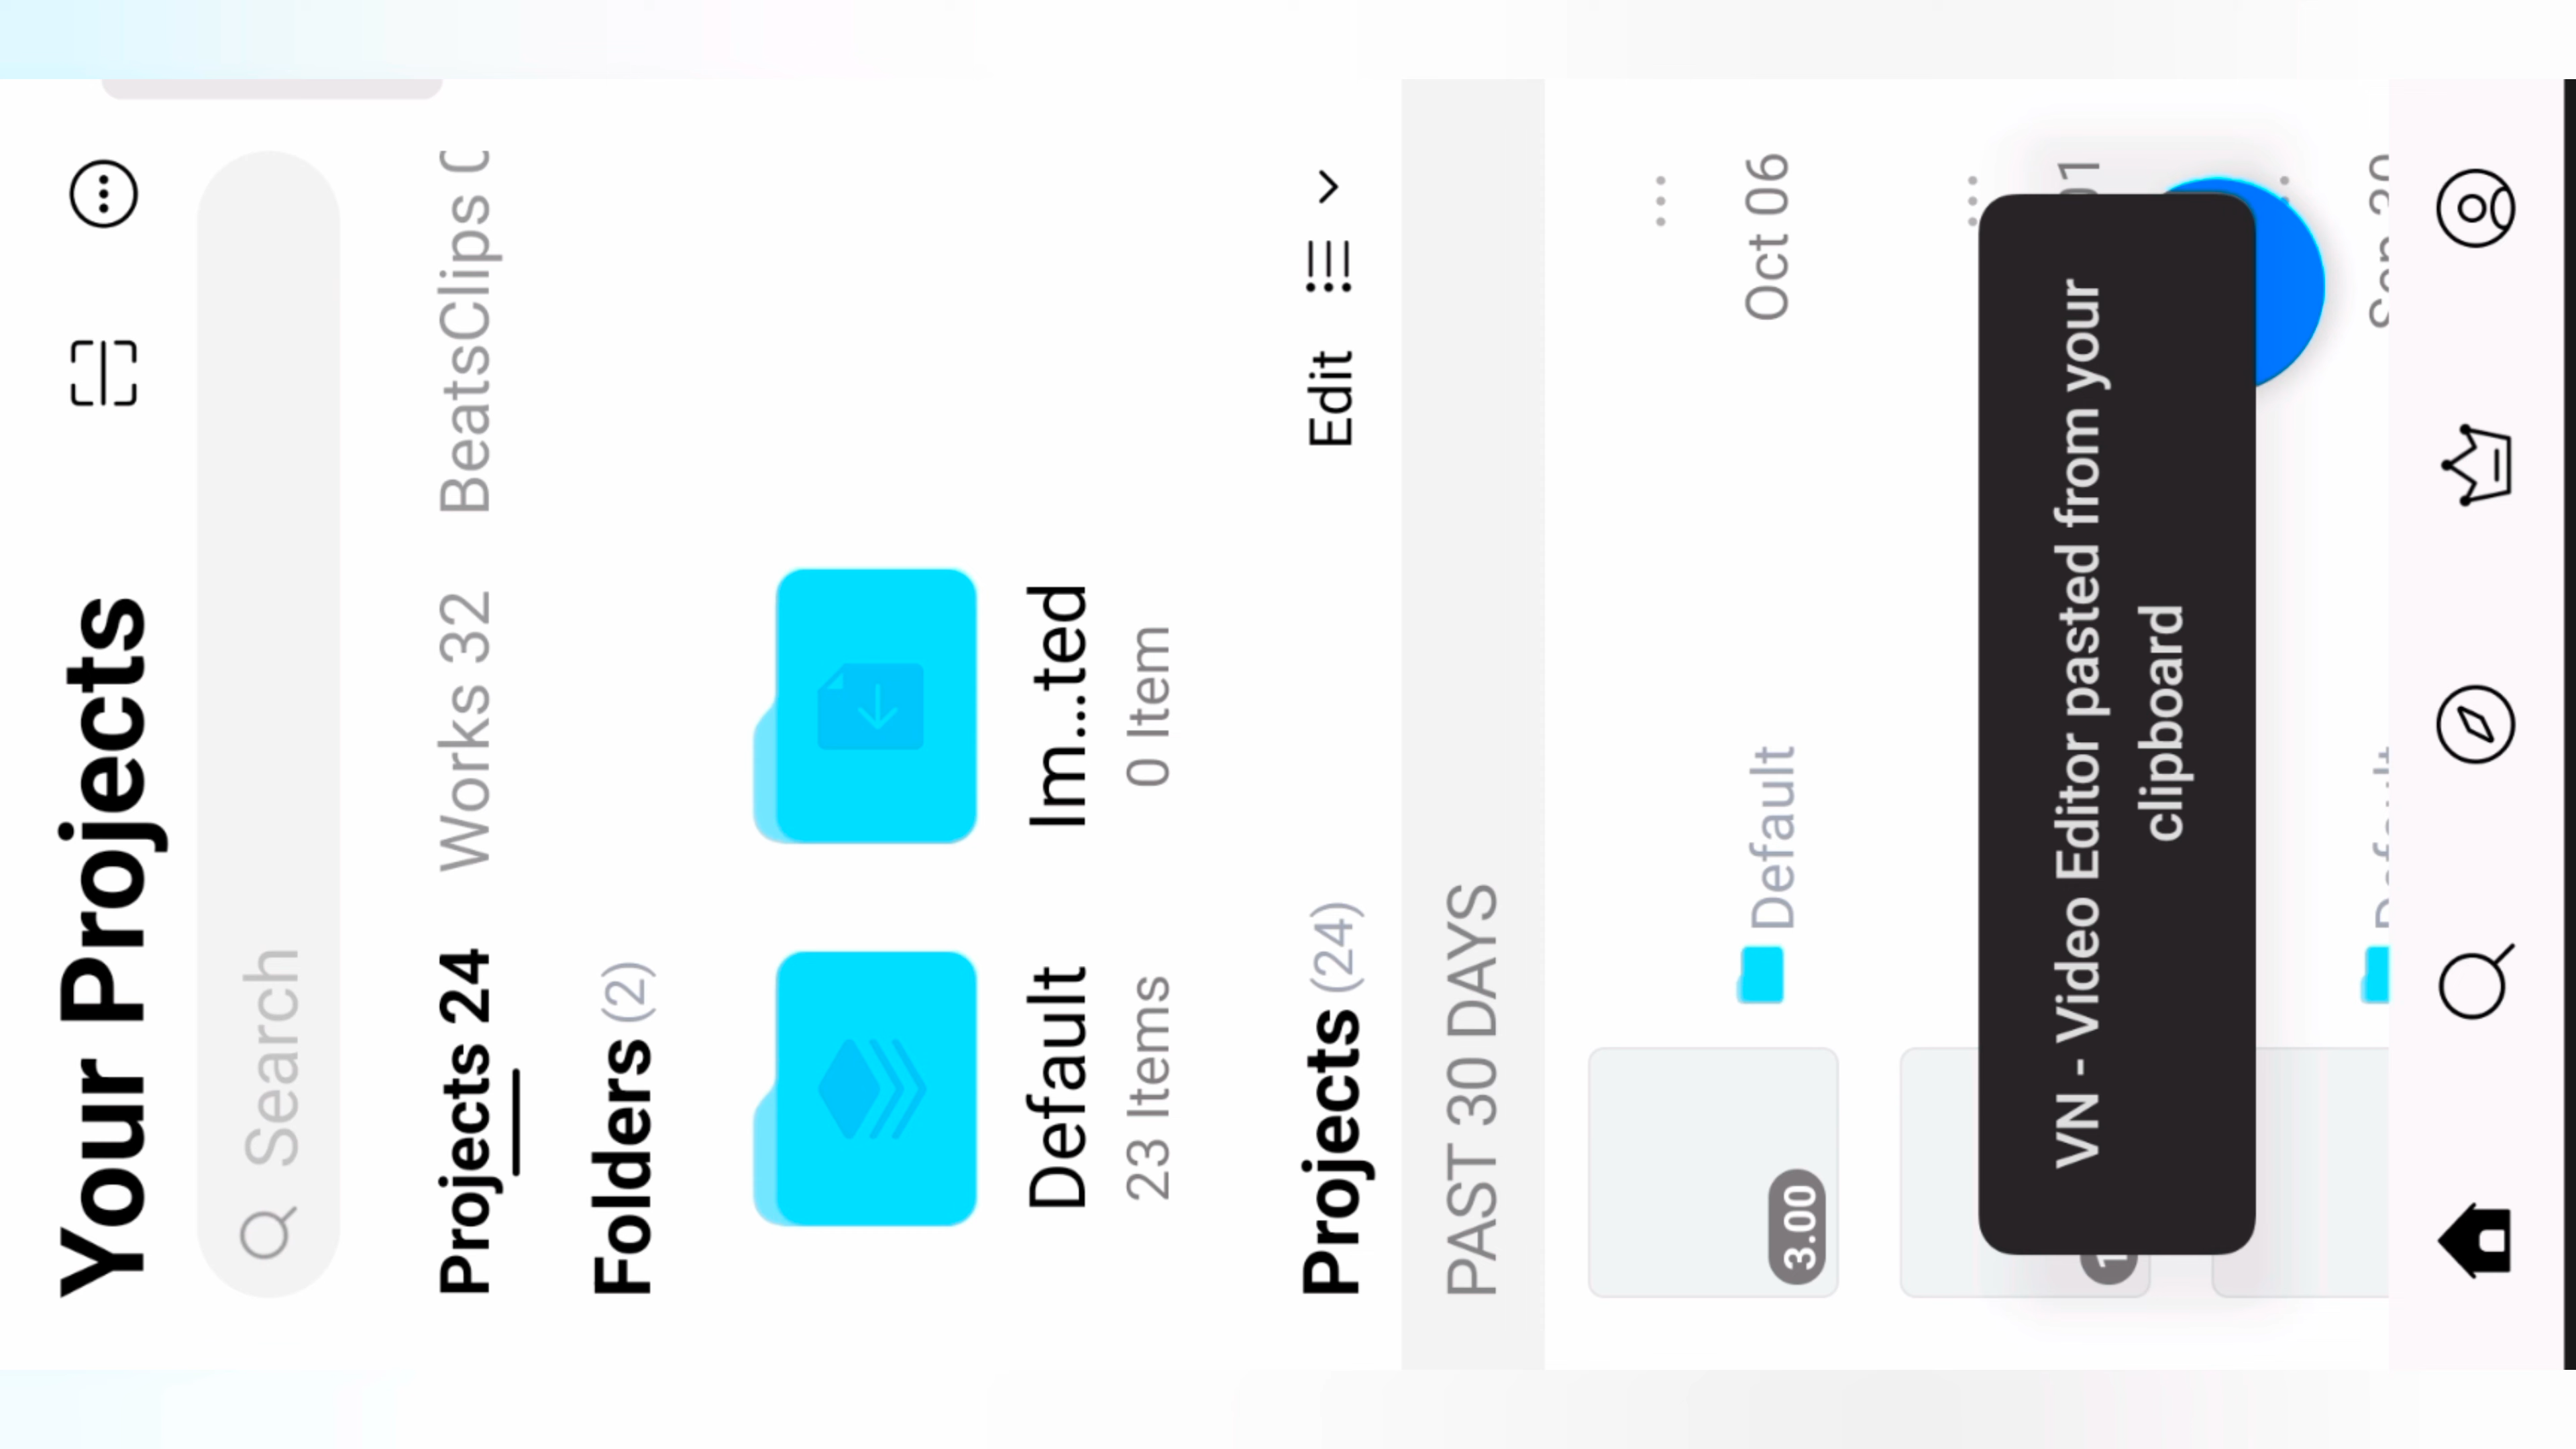 Your Projects
Search
Projects 24 Works 32 BeatsClips
Folders (2)
Default Im...ted
23 Items 0 Item
Projects (24) Edit
PAST 30 DAYS
3.00 Default Oct 06
VN - Video Editor pasted from your
clipboard